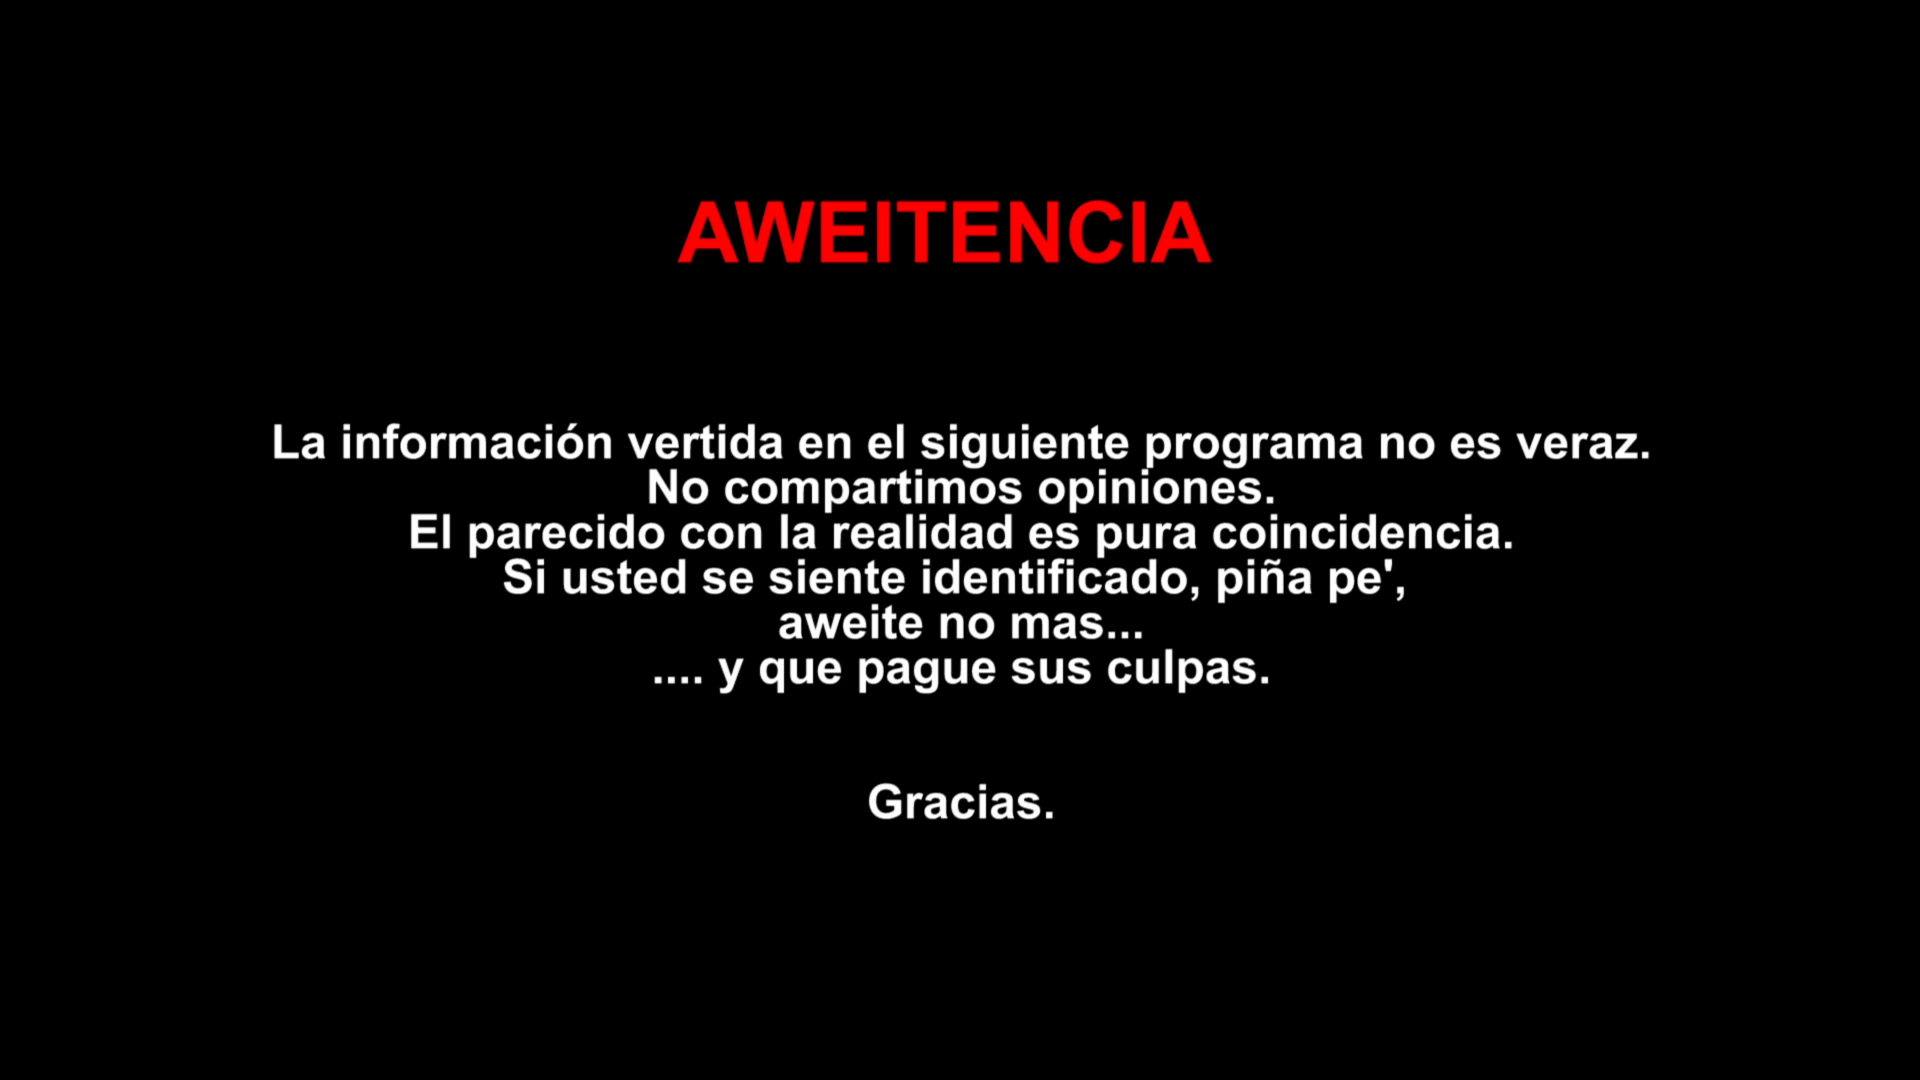 AWEITENCIA
La información vertida en el siguiente programa no es veraz.
No compartimos opiniones.
El parecido con la realidad es pura coincidencia.
Si usted se siente identificado, piña pe',
aweite no mas...
.... y que pague sus culpas.
Gracias.